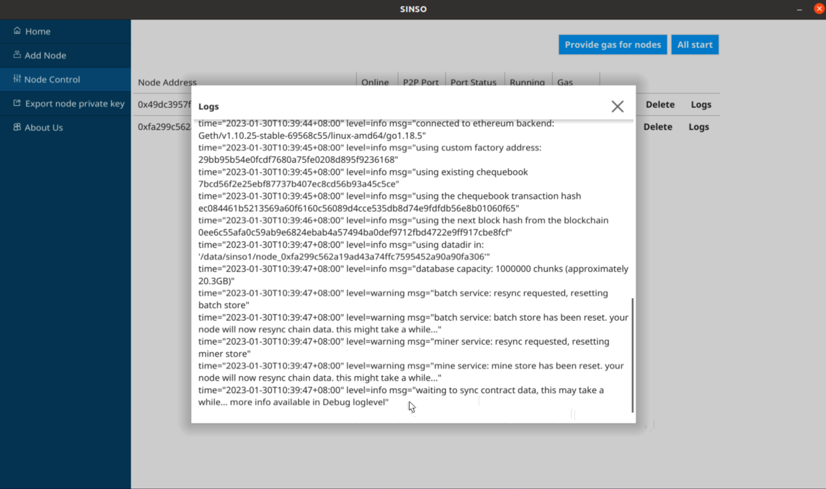 SINSO
Home
Add Node
Node Control
Export node private key
About Us
Provide gas for nodes
All start
Node Address
Online
P2P Port
Port Status
Running
Gas
0x49dc3957f
Delete
Logs
0xfa299c562
Delete
Logs
Logs
time="2023-01-30T10:39:44+08:00" level=info msg="connected to ethereum backend:
Geth/v1.10.25-stable-69568c55/linux-amd64/go1.18.5"
time="2023-01-30T10:39:45+08:00" level=info msg="using custom factory address:
29bb95b54e0fcdf7680a75fe0208d895f9236168"
time="2023-01-30T10:39:45+08:00" level=info msg="using existing chequebook
7bcd56f2e25ebf87737b407ec8cd56b93a45c5ce"
time="2023-01-30T10:39:45+08:00" level=info msg="using the chequebook transaction hash
ec084461b5213569a60f6160c56089d4cce535db8d74e9fdfdb56e8b01060f65"
time="2023-01-30T10:39:46+08:00" level=info msg="using the next block hash from the blockchain
0ee6c55afa0c59ab9e6824ebab4a57494ba0def9712fbd4722e9ff917cbe8fcf"
time="2023-01-30T10:39:47+08:00" level=info msg="using datadir in:
'/data/sinso1/node_0xfa299c562a19ad43a74ffc7595452a90a90fa306'"
time="2023-01-30T10:39:47+08:00" level=info msg="database capacity: 1000000 chunks (approximately
20.3GB)"
time="2023-01-30T10:39:47+08:00" level=warning msg="batch service: resync requested, resetting
batch store"
time="2023-01-30T10:39:47+08:00" level=warning msg="batch service: batch store has been reset. your
node will now resync chain data. this might take a while..."
time="2023-01-30T10:39:47+08:00" level=warning msg="miner service: resync requested, resetting
miner store"
time="2023-01-30T10:39:47+08:00" level=warning msg="mine service: mine store has been reset. your
node will now resync chain data. this might take a while..."
time="2023-01-30T10:39:47+08:00" level=info msg="waiting to sync contract data, this may take a
while... more info available in Debug loglevel"